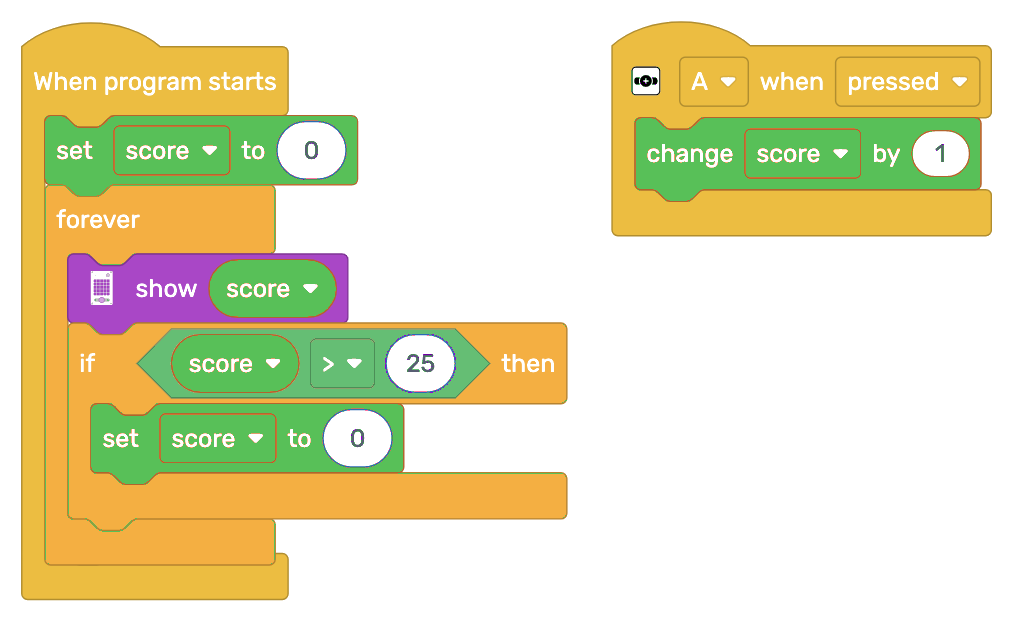 When program starts
set score to 0
forever
show score
if score > 25 then
set score to 0
A when pressed
change score by 1